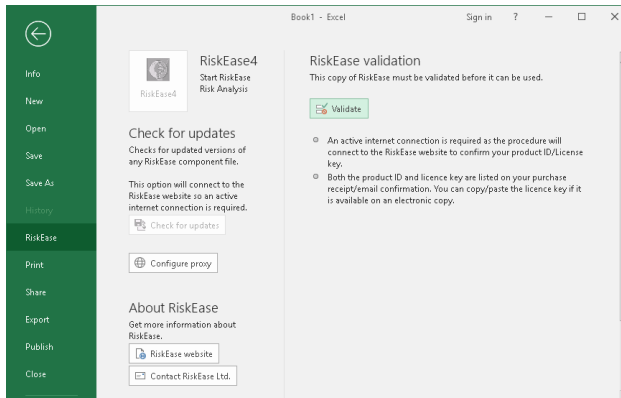 Book1 - Excel
Sign in
?
Info
New
Open
Save
Save As
History
RiskEase
Print
Share
Export
Publish
Close
RiskEase4
RiskEase4
Start RiskEase
Risk Analysis
Check for updates
Checks for updated versions of
any RiskEase component file.
This option will connect to the
RiskEase website so an active
internet connection is required.
Check for updates
Configure proxy
About RiskEase
Get more information about
RiskEase.
RiskEase website
Contact RiskEase Ltd.
RiskEase validation
This copy of RiskEase must be validated before it can be used.
Validate
An active internet connection is required as the procedure will
connect to the RiskEase website to confirm your product ID/License
key.
Both the product ID and licence key are listed on your purchase
receipt/email confirmation. You can copy/paste the licence key if it
is available on an electronic copy.